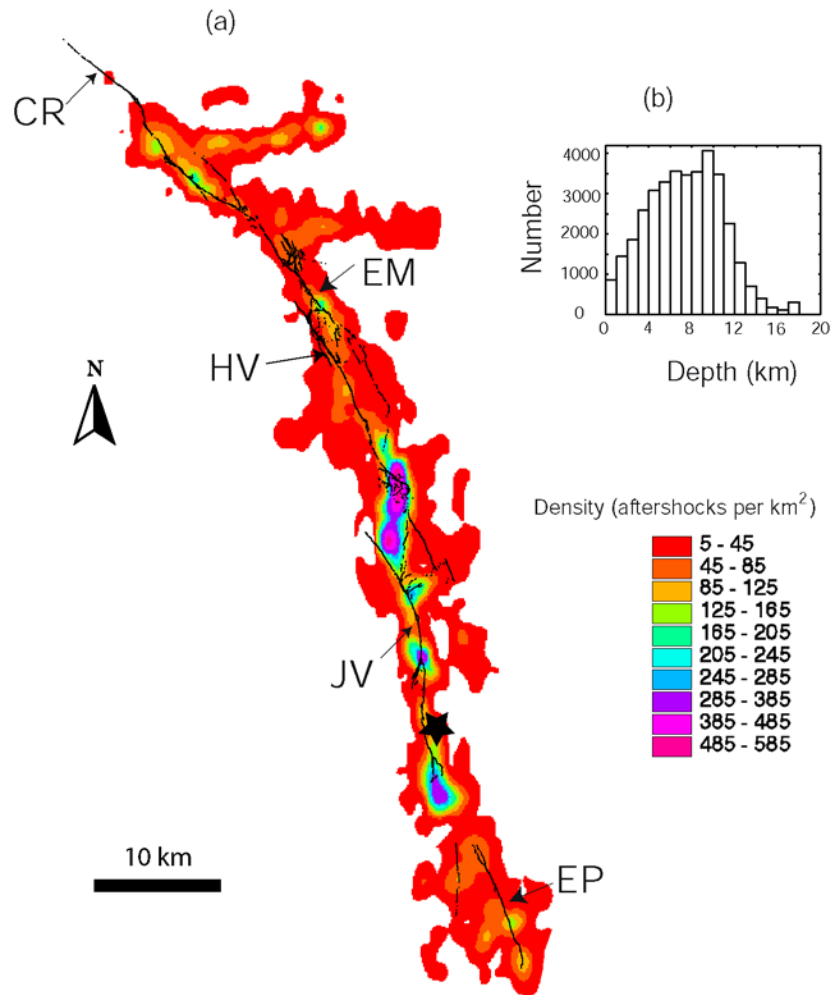 (a)
CR
(b)
4000
3000
2000
1000
0
Number
0 4 8 12 16 20
Depth (km)
EM
HV
N
Density (aftershocks per km²)
5 - 45
45 - 85
85 - 125
125 - 165
165 - 205
205 - 245
245 - 285
285 - 385
385 - 485
485 - 585
JV
10 km
EP